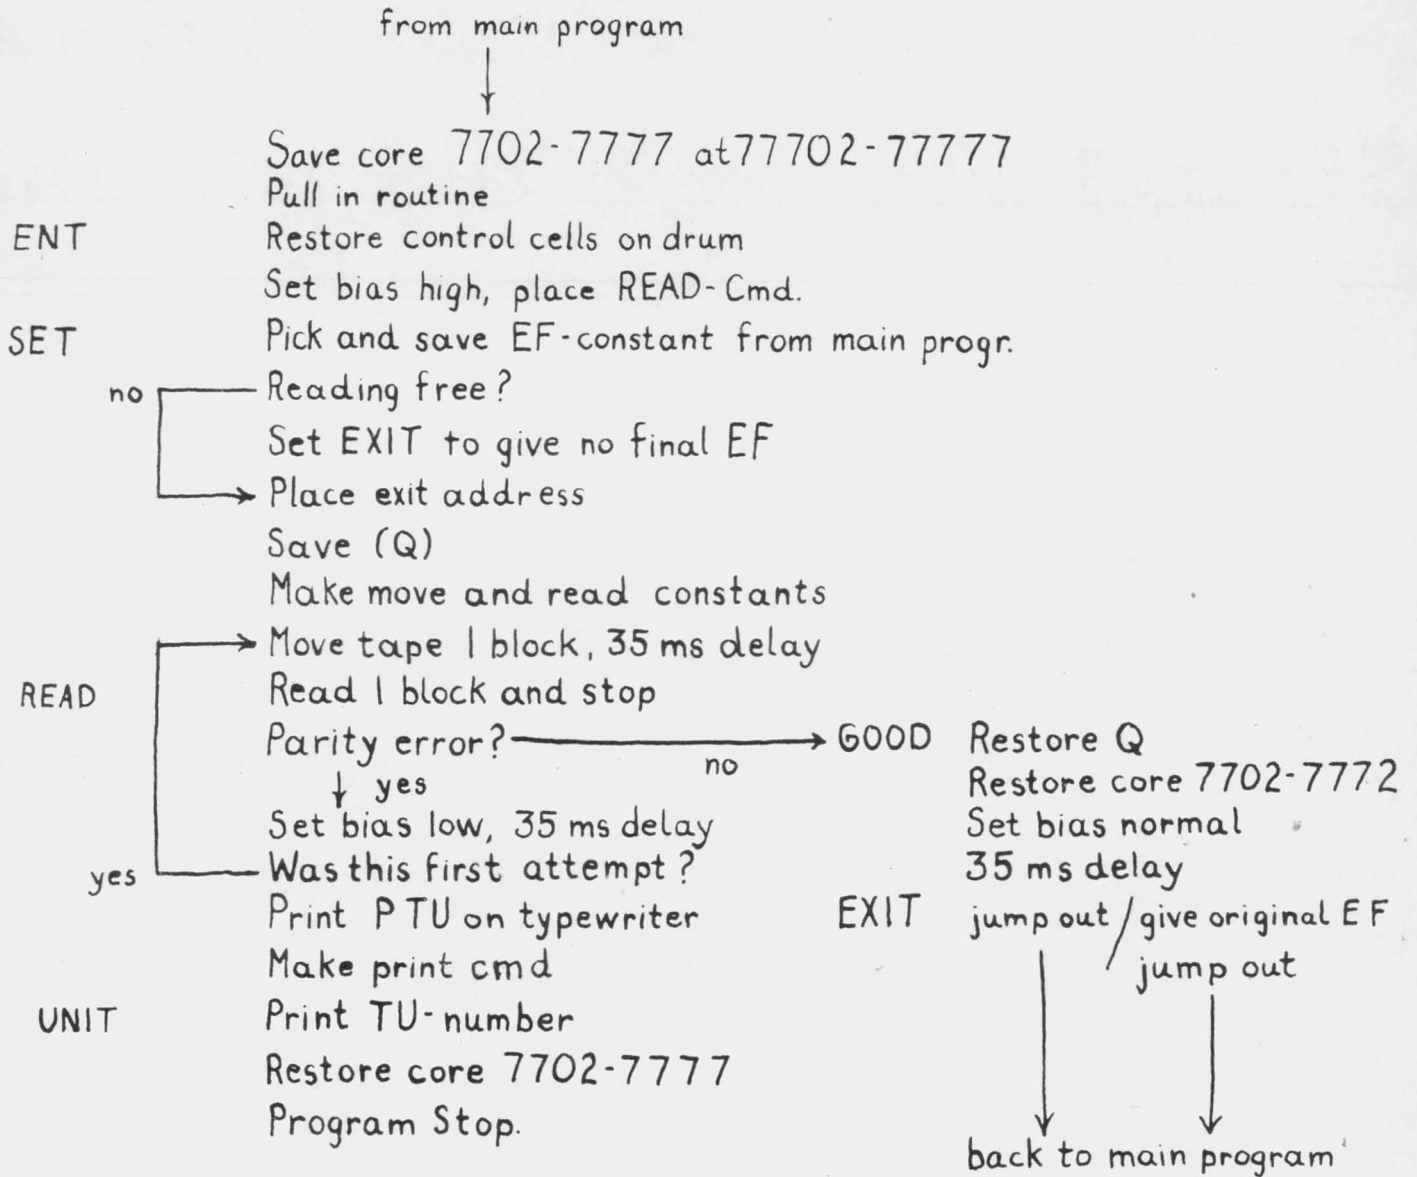 from main program
Save core 7702-7777 at 77702-77777
Pull in routine
ENT Restore control cells on drum
Set bias high, place READ-Cmd.
SET Pick and save EF-constant from main progr.
no Reading free?
Set EXIT to give no final EF
Place exit address
Save (Q)
Make move and read constants
Move tape 1 block, 35 ms delay
READ Read 1 block and stop
Parity error? no GOOD Restore Q
yes Restore core 7702-7772
Set bias low, 35 ms delay Set bias normal
yes Was this first attempt? 35 ms delay
Print PTU on typewriter EXIT jump out / give original EF
Make print cmd jump out
UNIT Print TU-number
Restore core 7702-7777
Program Stop.
back to main program